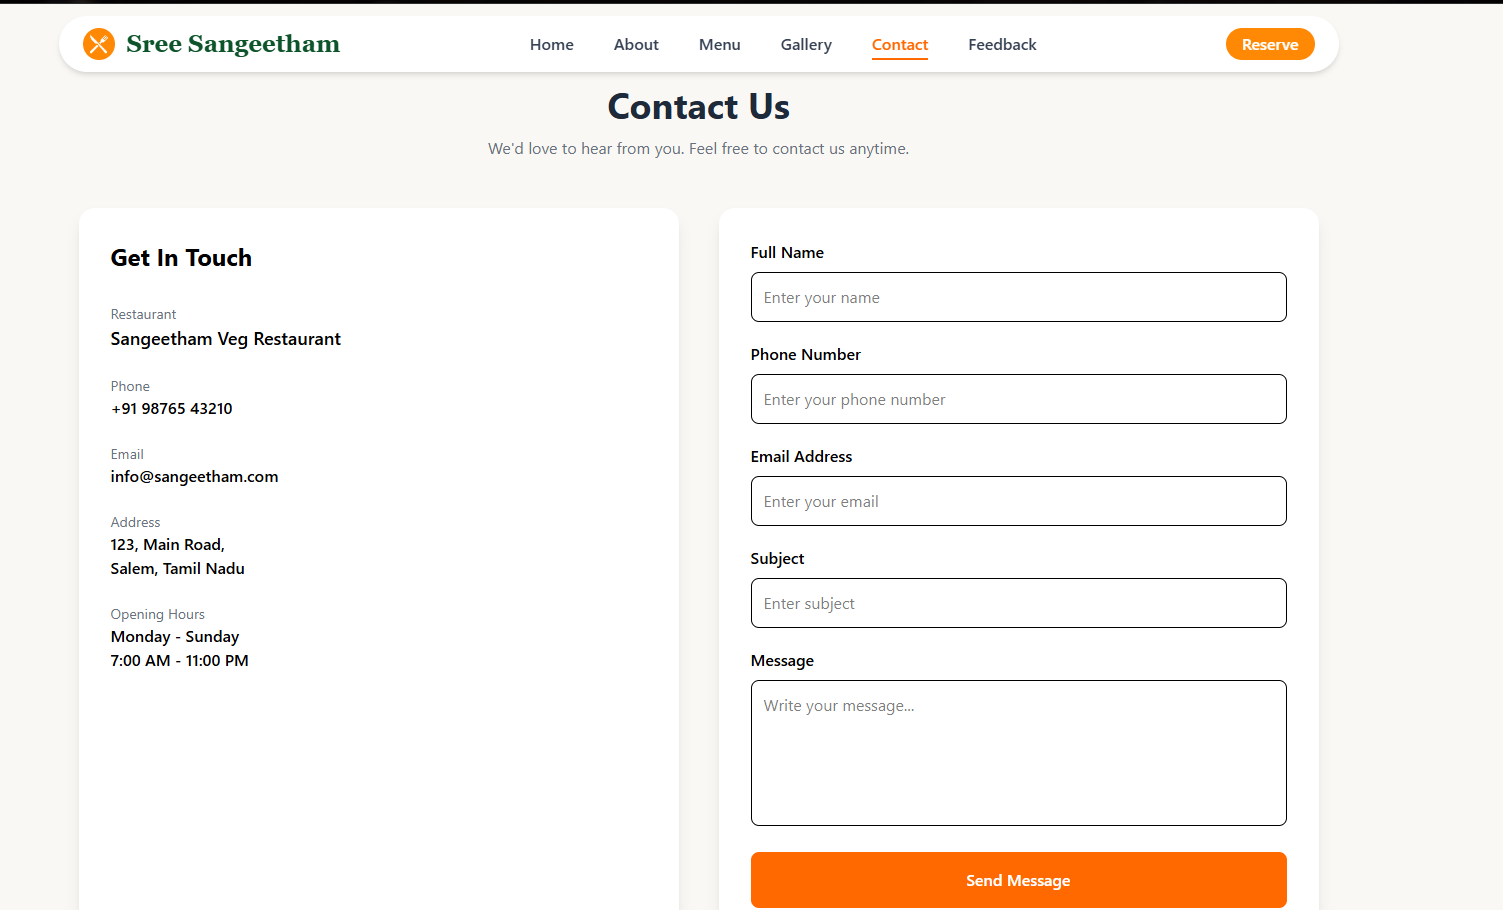 Sree Sangeetham
Home
About
Menu
Gallery
Contact
Feedback
Reserve
Contact Us
We'd love to hear from you. Feel free to contact us anytime.
Get In Touch
Restaurant
Sangeetham Veg Restaurant
Phone
+91 98765 43210
Email
info@sangeetham.com
Address
123, Main Road,
Salem, Tamil Nadu
Opening Hours
Monday - Sunday
7:00 AM - 11:00 PM
Full Name
Enter your name
Phone Number
Enter your phone number
Email Address
Enter your email
Subject
Enter subject
Message
Write your message...
Send Message